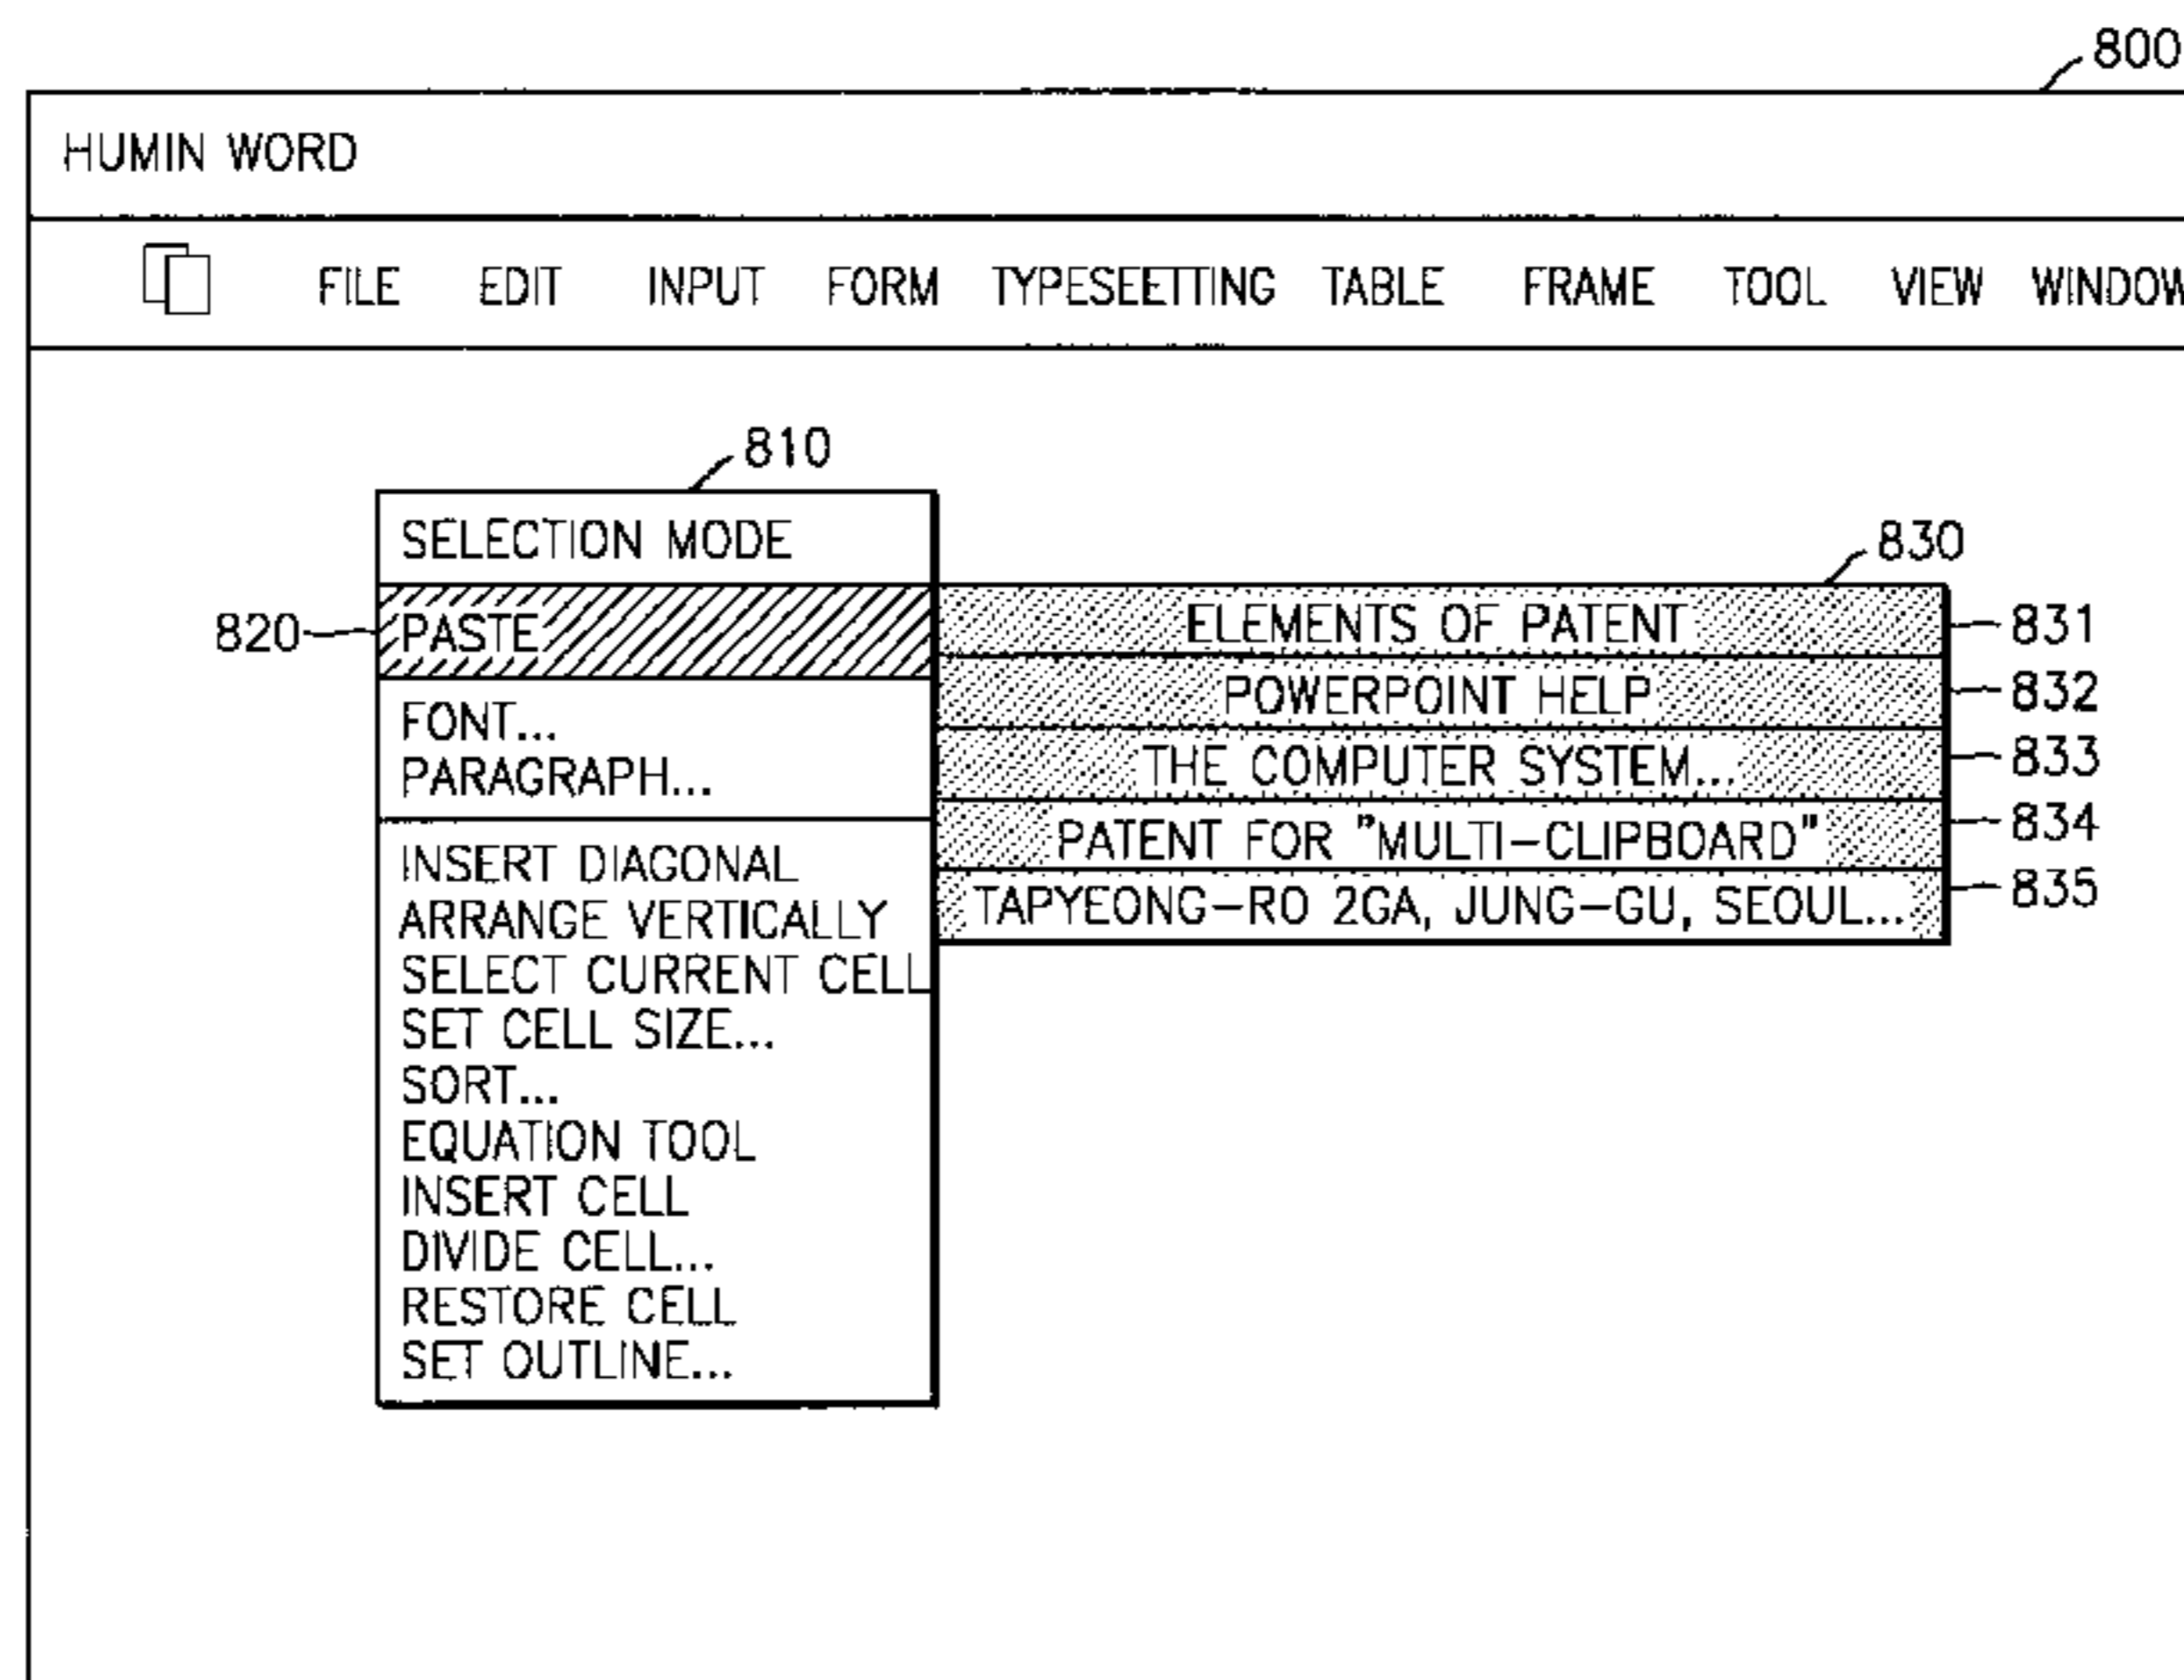 800
HUMIN WORD
FILE EDIT INPUT FORM TYPESEETTING TABLE FRAME TOOL VIEW WINDOW
810
SELECTION MODE
830
820 PASTE
ELEMENTS OF PATENT 831
POWERPOINT HELP 832
THE COMPUTER SYSTEM... 833
PATENT FOR "MULTI-CLIPBOARD" 834
TAPYEONG-RO 2GA, JUNG-GU, SEOUL... 835
FONT...
PARAGRAPH...
INSERT DIAGONAL
ARRANGE VERTICALLY
SELECT CURRENT CELL
SET CELL SIZE...
SORT...
EQUATION TOOL
INSERT CELL
DIVIDE CELL...
RESTORE CELL
SET OUTLINE...